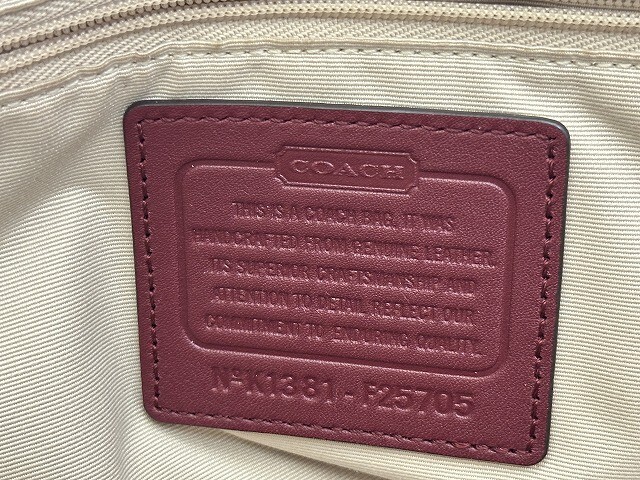 COACH
THIS IS A COACH BAG. IT WAS
HANDCRAFTED FROM GENUINE LEATHER.
ITS SUPERIOR CRAFTSMANSHIP AND
ATTENTION TO DETAIL REFLECT OUR
COMMITMENT TO ENDURING QUALITY.
Nº K1381 - F25705